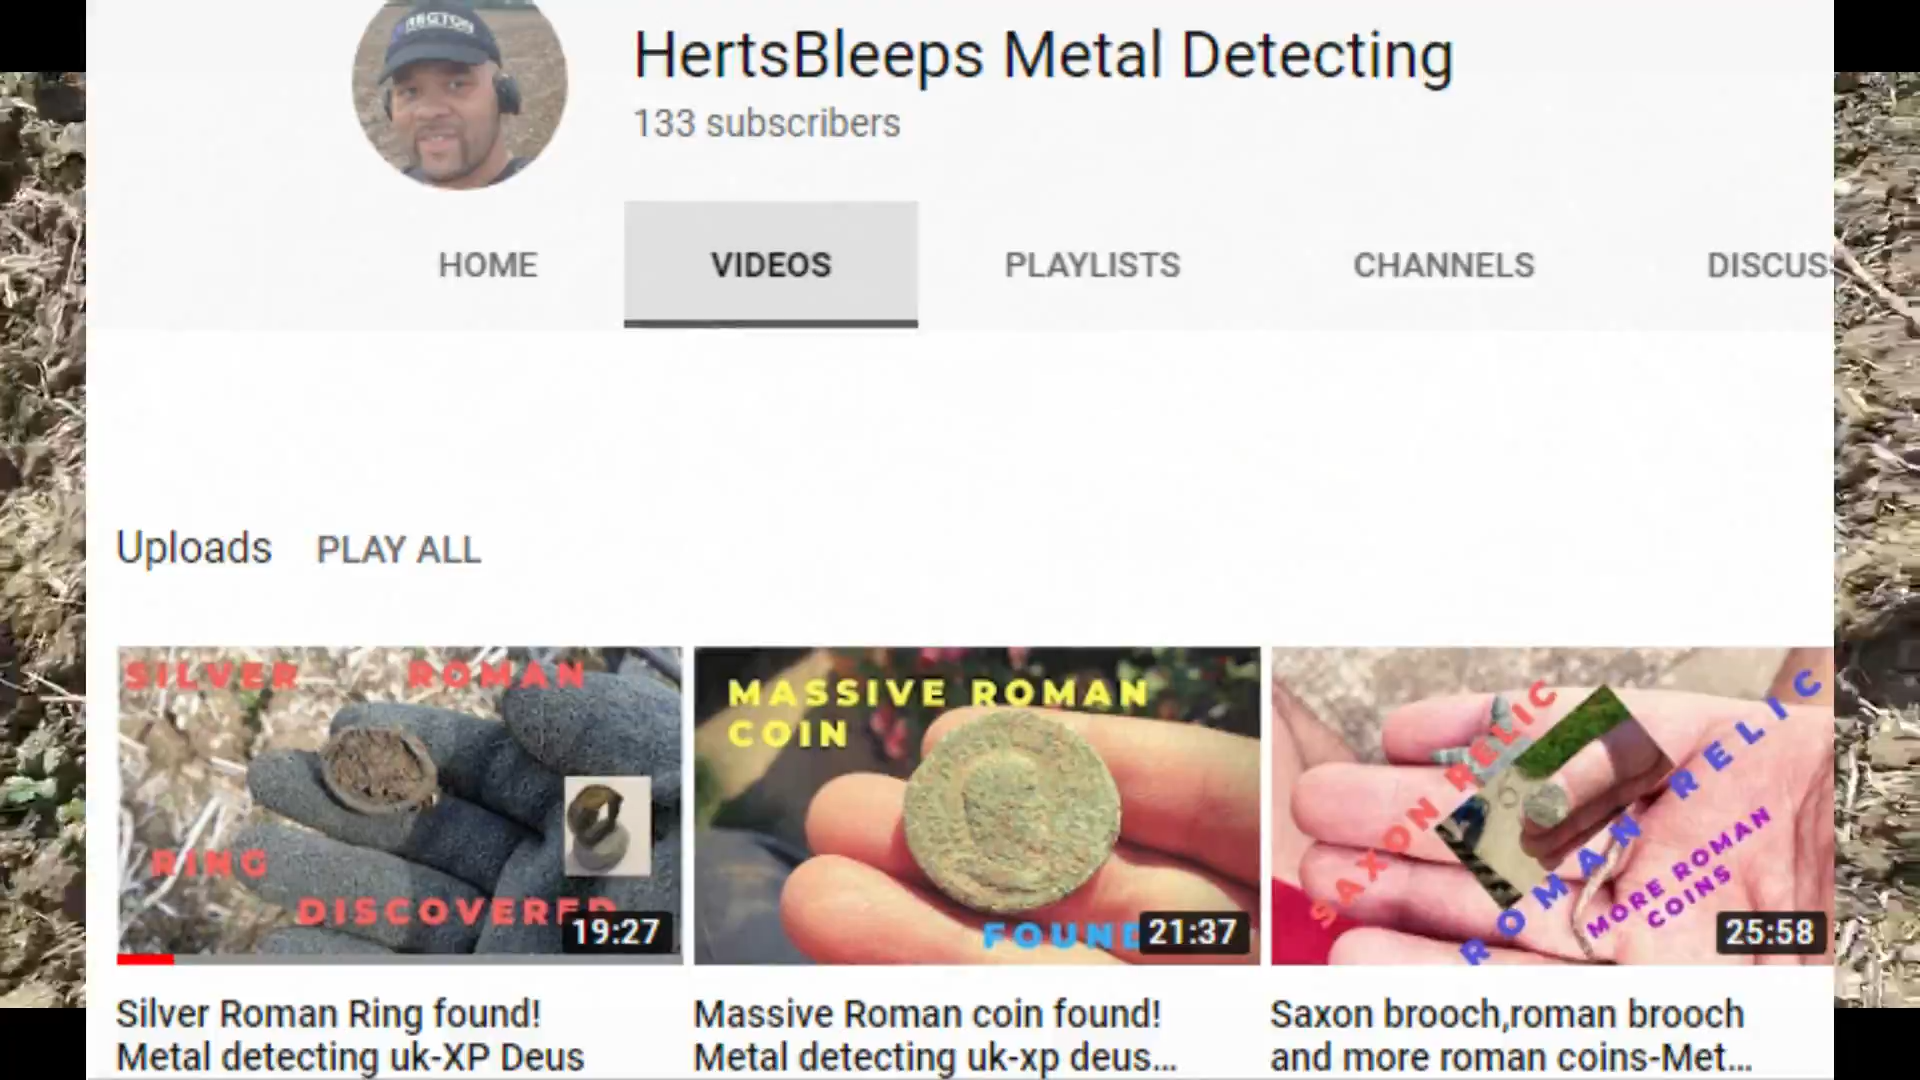 HertsBleeps Metal Detecting
133 subscribers
HOME VIDEOS PLAYLISTS CHANNELS DISCUS
Uploads PLAY ALL
SILVER ROMAN
RING
DISCOVERED
19:27
MASSIVE ROMAN
COIN
FOUND
21:37
SAXON RELIC
ROMAN RELIC
MORE ROMAN
COINS
25:58
Silver Roman Ring found!
Metal detecting uk-XP Deus
Massive Roman coin found!
Metal detecting uk-xp deus...
Saxon brooch,roman brooch
and more roman coins-Met...